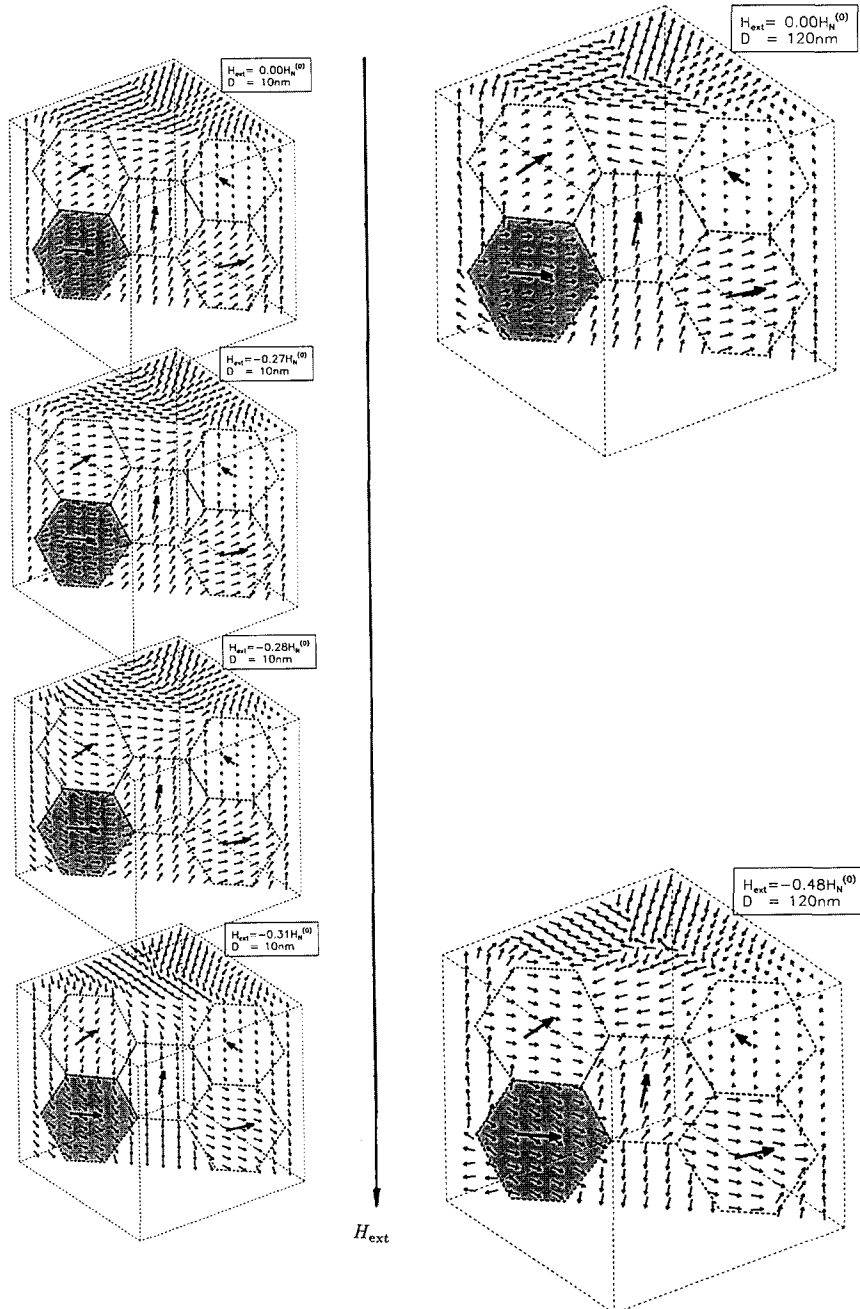 H_ext = 0.00H_N^(0)
D = 10nm
H_ext=−0.27H_N^(0)
D = 10nm
H_ext=−0.28H_N^(0)
D = 10nm
H_ext=−0.31H_N^(0)
D = 10nm
H_ext
H_ext = 0.00H_N^(0)
D = 120nm
H_ext=−0.48H_N^(0)
D = 120nm